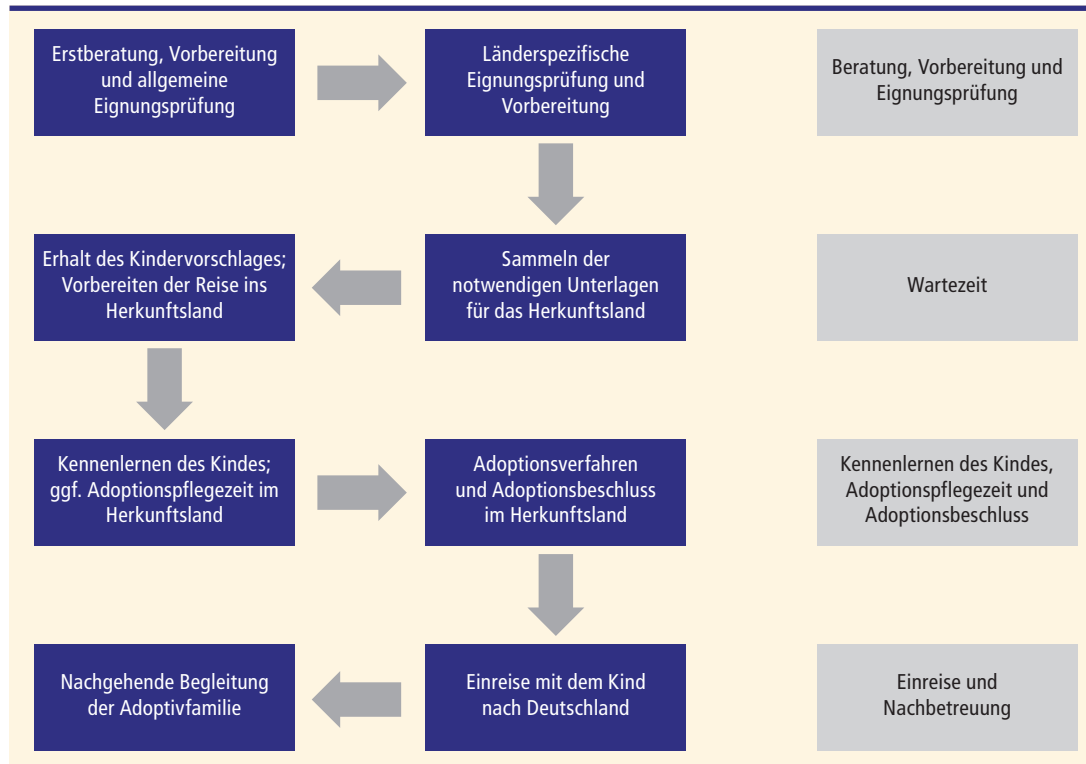 Erstberatung, Vorbereitung
und allgemeine
Eignungsprüfung
Länderspezifische
Eignungsprüfung und
Vorbereitung
Beratung, Vorbereitung und
Eignungsprüfung
Erhalt des Kindervorschlages;
Vorbereiten der Reise ins
Herkunftsland
Sammeln der
notwendigen Unterlagen
für das Herkunftsland
Wartezeit
Kennenlernen des Kindes;
ggf. Adoptionspflegezeit im
Herkunftsland
Adoptionsverfahren
und Adoptionsbeschluss
im Herkunftsland
Kennenlernen des Kindes,
Adoptionspflegezeit und
Adoptionsbeschluss
Nachgehende Begleitung
der Adoptivfamilie
Einreise mit dem Kind
nach Deutschland
Einreise und
Nachbetreuung